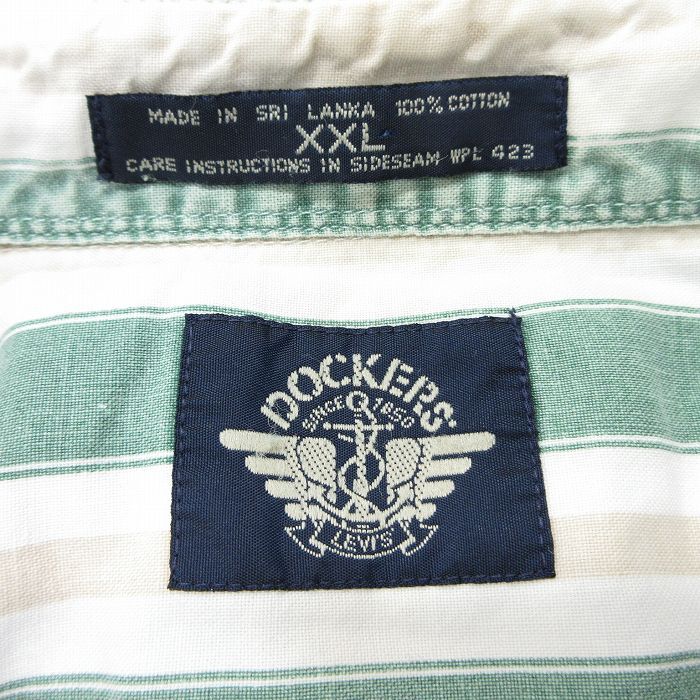 MADE IN SRI LANKA 100% COTTON
XXL
CARE INSTRUCTIONS IN SIDESEAM WPL 423
DOCKERS
SINCE 1850
LEVI'S